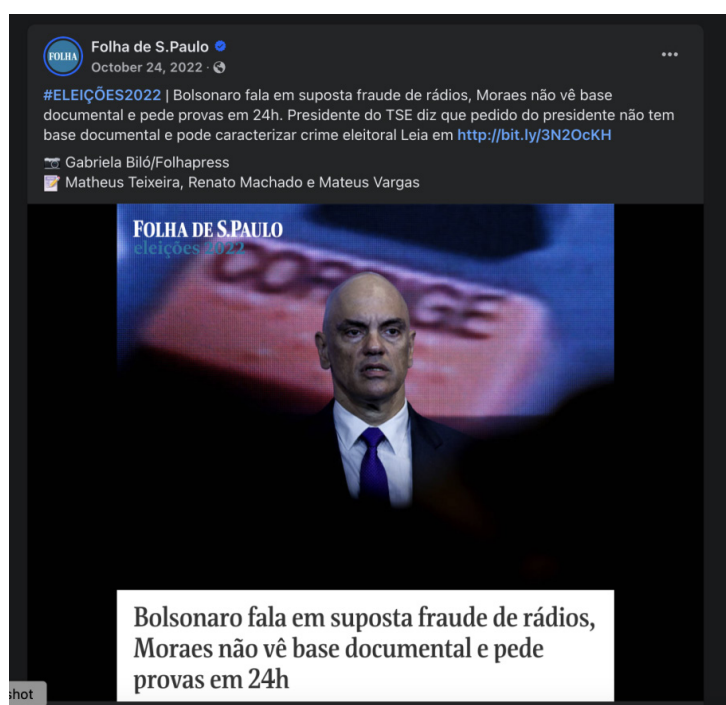 FOLHA
Folha de S.Paulo
October 24, 2022 ·
#ELEIÇÕES2022 | Bolsonaro fala em suposta fraude de rádios, Moraes não vê base
documental e pede provas em 24h. Presidente do TSE diz que pedido do presidente não tem
base documental e pode caracterizar crime eleitoral Leia em http://bit.ly/3N2OcKH
Gabriela Biló/Folhapress
Matheus Teixeira, Renato Machado e Mateus Vargas
FOLHA DE S.PAULO
eleições 2022
Bolsonaro fala em suposta fraude de rádios,
Moraes não vê base documental e pede
provas em 24h
shot